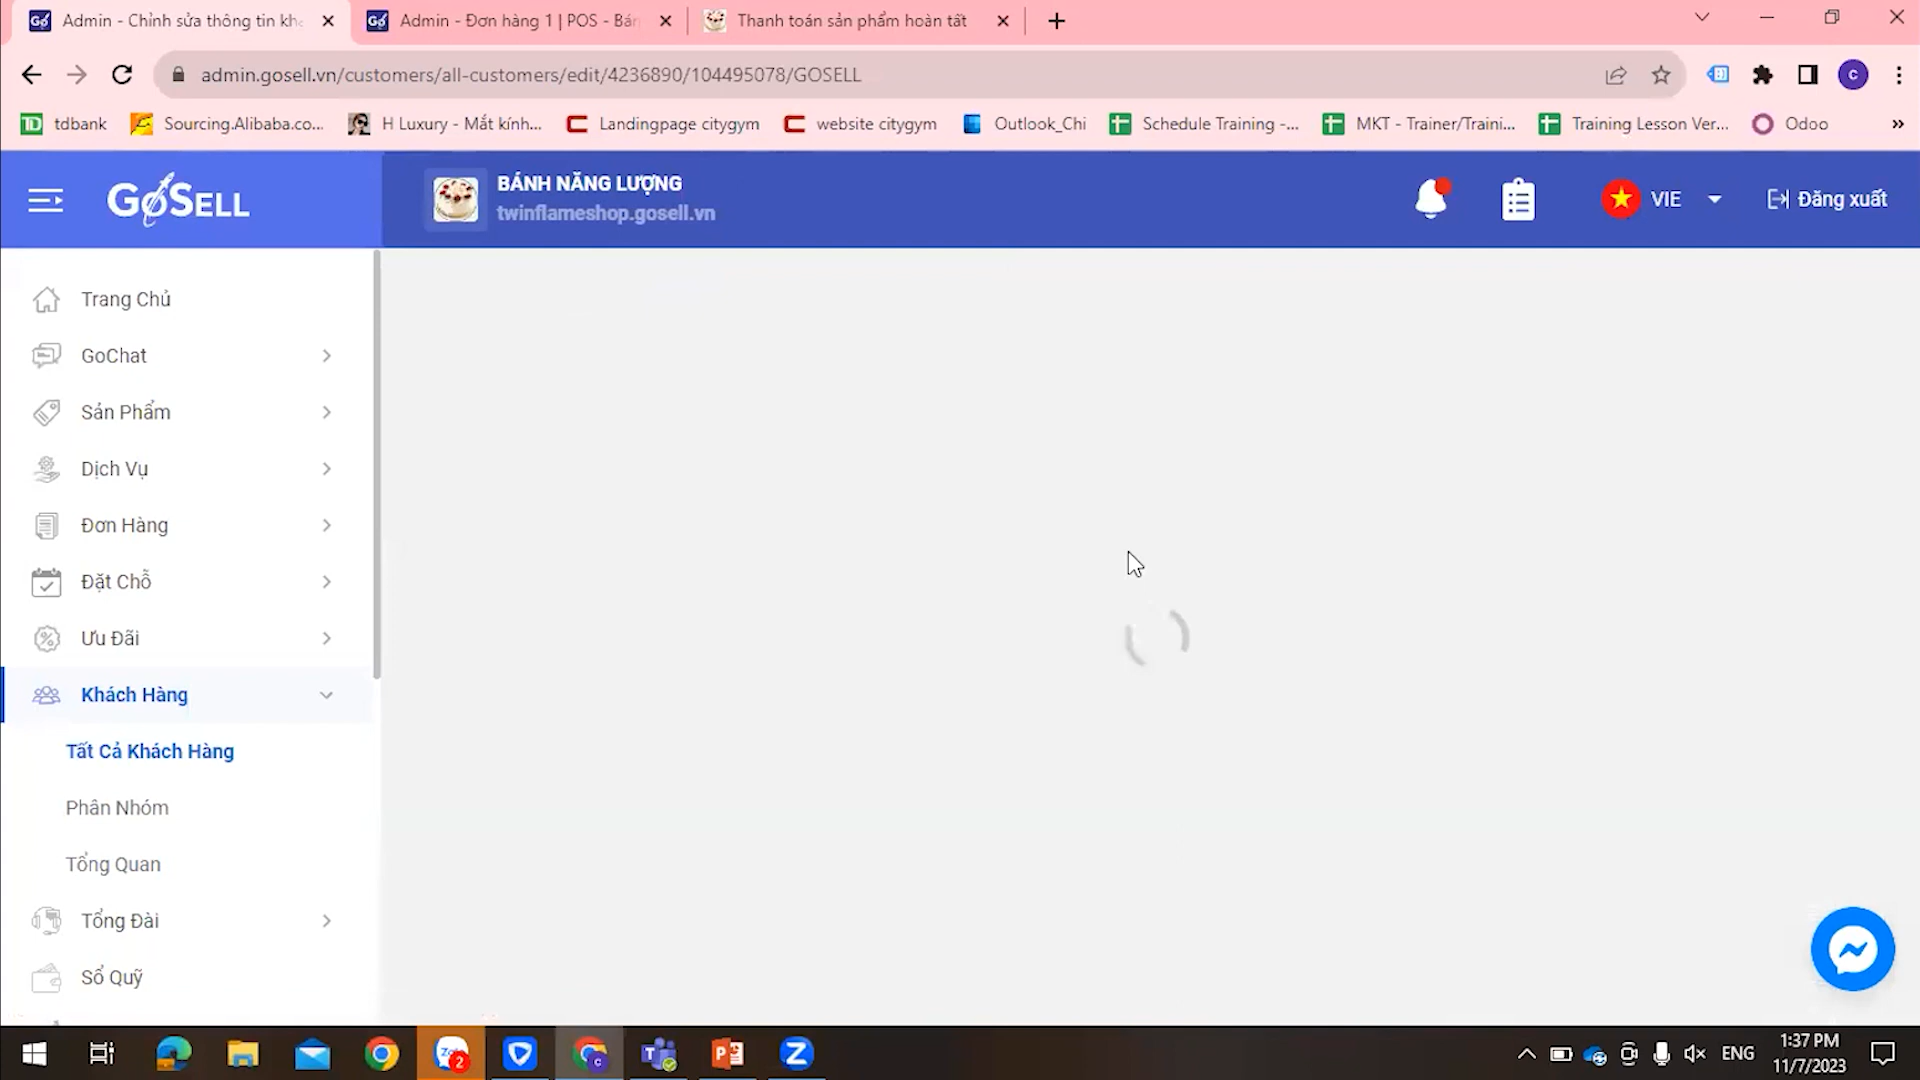 Admin - Chỉnh sửa thông tin kh
Admin - Đơn hàng 1 | POS - Bán
Thanh toán sản phẩm hoàn tất
admin.gosell.vn/customers/all-customers/edit/4236890/104495078/GOSELL
C
tdbank
Sourcing.Alibaba.co...
H Luxury - Mắt kính...
Landingpage citygym
website citygym
Outlook_Chi
Schedule Training -...
MKT - Trainer/Traini...
Training Lesson Ver...
Odoo
GoSELL
BÁNH NĂNG LƯỢNG
twinflameshop.gosell.vn
VIE
Đăng xuất
Trang Chủ
GoChat
Sản Phẩm
Dịch Vụ
Đơn Hàng
Đặt Chỗ
Ưu Đãi
Khách Hàng
Tất Cả Khách Hàng
Phân Nhóm
Tổng Quan
Tổng Đài
Sổ Quỹ
2
ENG
1:37 PM
11/7/2023